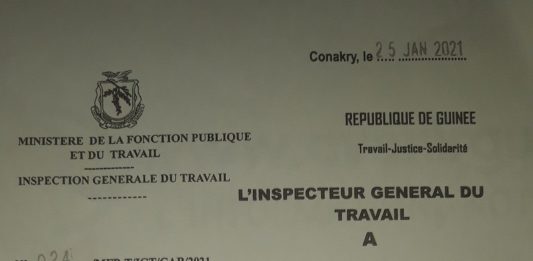 Conakry, le 25 JAN 2021
MINISTERE DE LA FONCTION PUBLIQUE
ET DU TRAVAIL
INSPECTION GENERALE DU TRAVAIL
REPUBLIQUE DE GUINEE
Travail-Justice-Solidarité
L'INSPECTEUR GENERAL DU
TRAVAIL
A